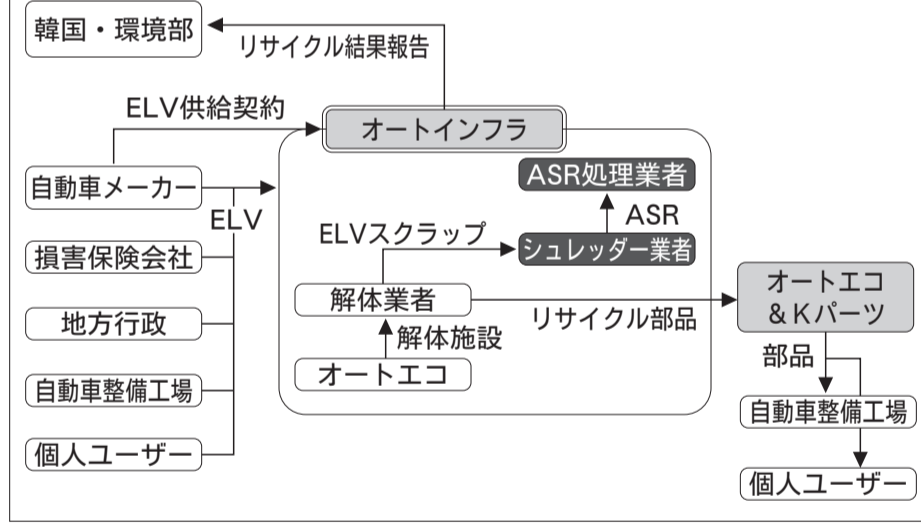 韓国・環境部
リサイクル結果報告
ELV供給契約
オートインフラ
自動車メーカー
ELV
ASR処理業者
ASR
ELVスクラップ
シュレッダー業者
損害保険会社
解体業者
リサイクル部品
オートエコ
&Kパーツ
地方行政
解体施設
オートエコ
部品
自動車整備工場
自動車整備工場
個人ユーザー
個人ユーザー